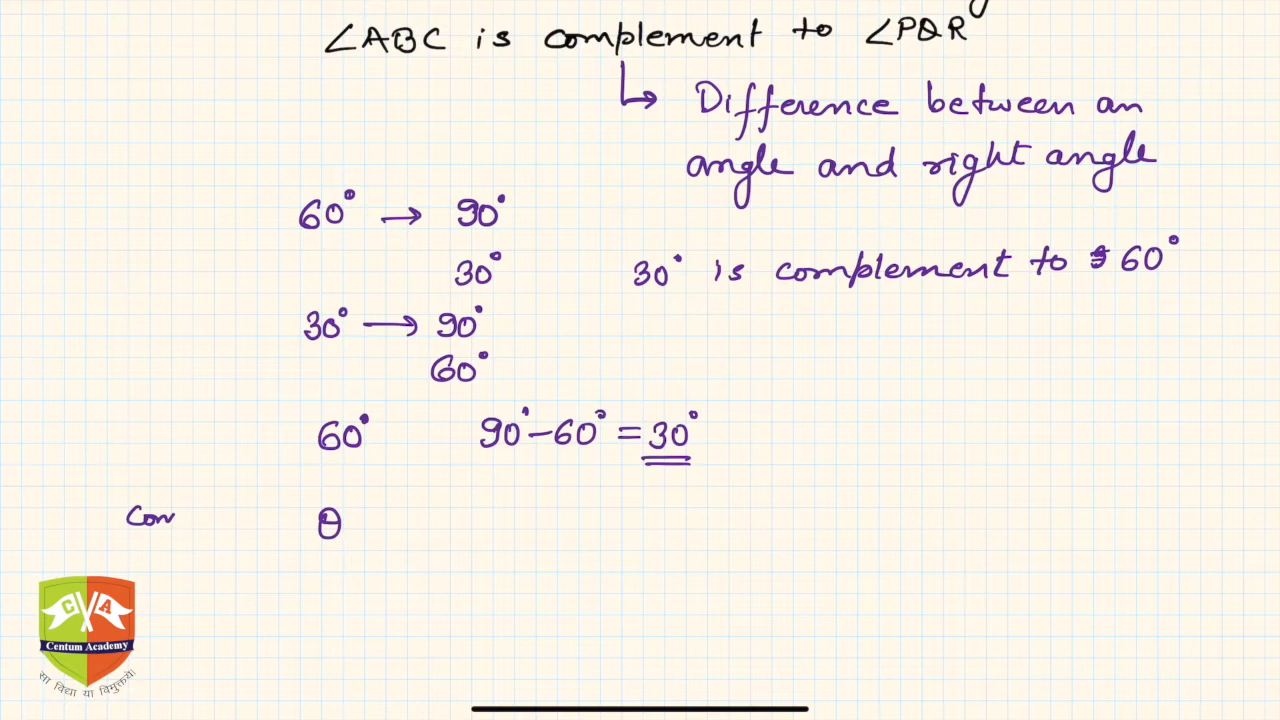 ∠ABC is complement to ∠PQR
↳ Difference between an
angle and right angle
60° → 90°
30° 30° is complement to 60°
30° → 90°
60°
60° 90° − 60° = 30°
Con θ
C A
Centum Academy
सा विद्या या विमुक्तये।